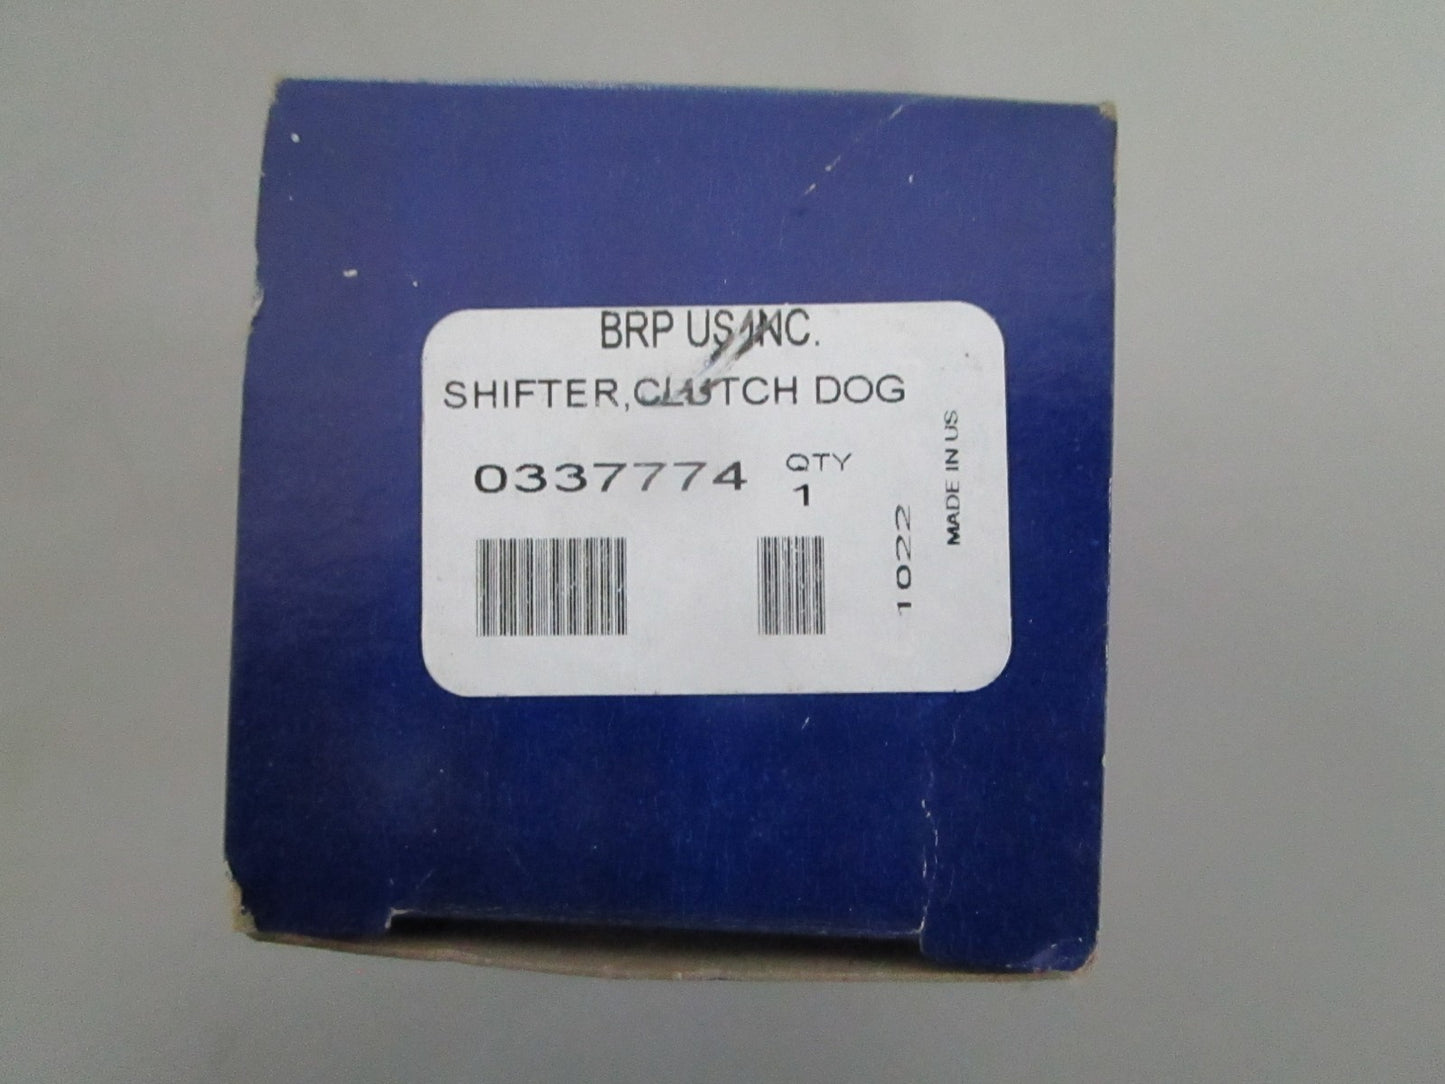 BRP US INC.
SHIFTER,CLUTCH DOG
0337774
QTY
1
1022
MADE IN US